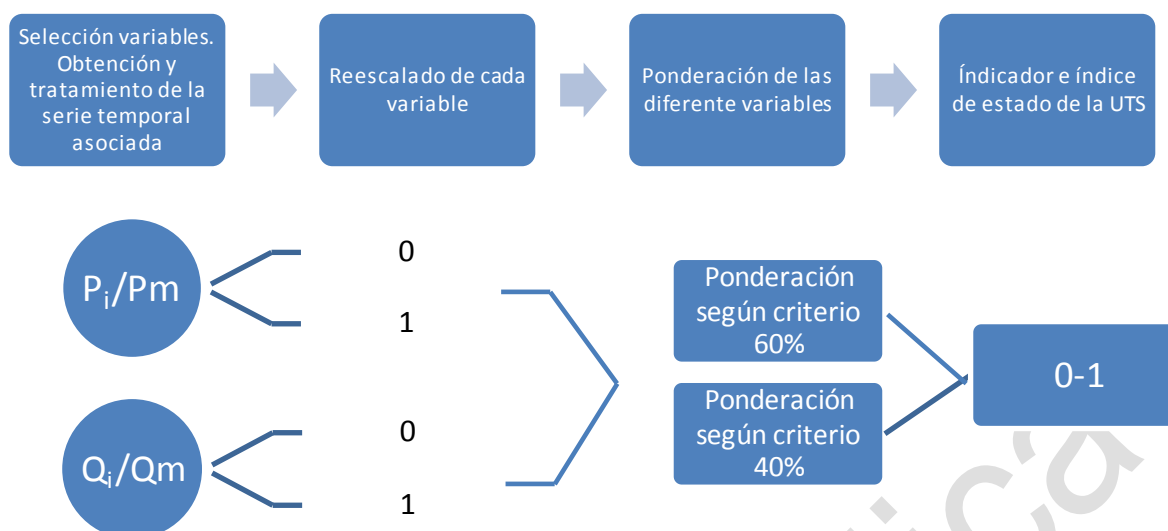 Selección variables.
Obtención y
tratamiento de la
serie temporal
asociada
Reescalado de cada
variable
Ponderación de las
diferente variables
Índicador e índice
de estado de la UTS
Pi/Pm
0
1
Ponderación
según criterio
60%
0-1
Qi/Qm
0
1
Ponderación
según criterio
40%